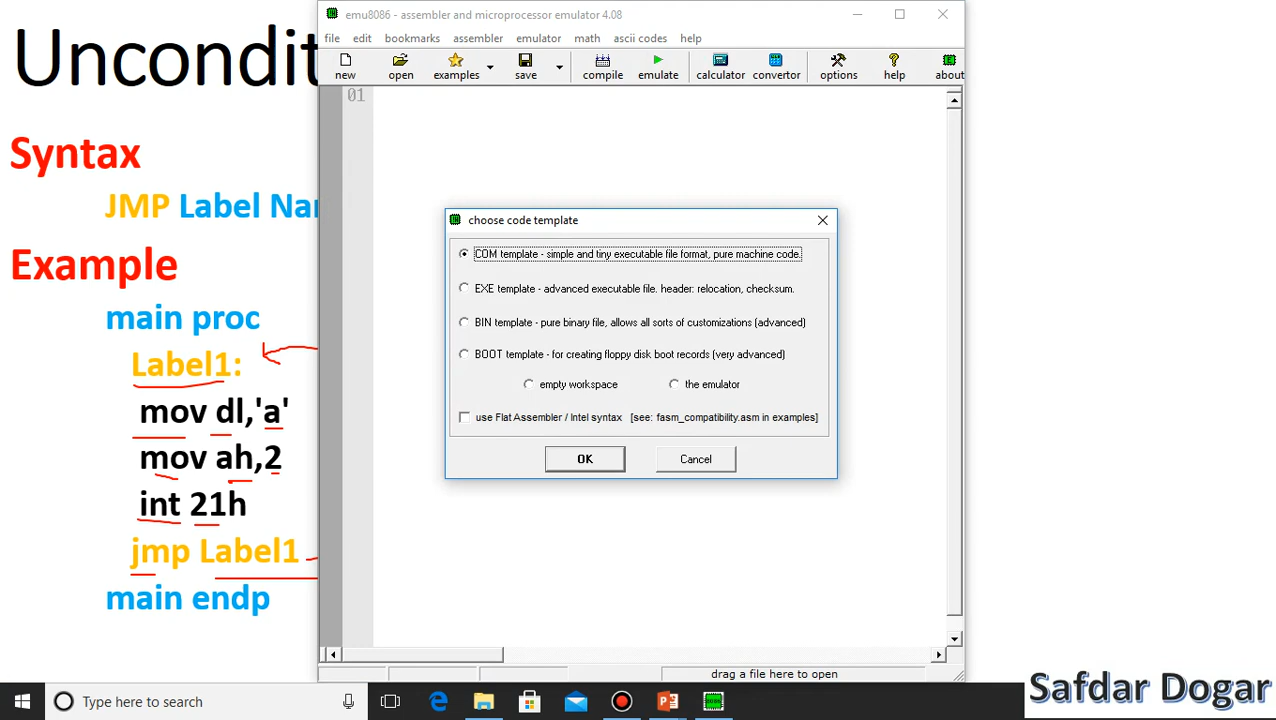 Uncondit
Syntax
JMP Label Nar
Example
main proc
Label1:
mov dl,'a'
mov ah,2
int 21h
jmp Label1
main endp
emu8086 - assembler and microprocessor emulator 4.08
file edit bookmarks assembler emulator math ascii codes help
new open examples save compile emulate calculator convertor options help about
01
choose code template
COM template - simple and tiny executable file format, pure machine code.
EXE template - advanced executable file. header: relocation, checksum.
BIN template - pure binary file, allows all sorts of customizations (advanced)
BOOT template - for creating floppy disk boot records (very advanced)
empty workspace the emulator
use Flat Assembler / Intel syntax [see: fasm_compatibility.asm in examples]
OK Cancel
drag a file here to open
Type here to search
Safdar Dogar